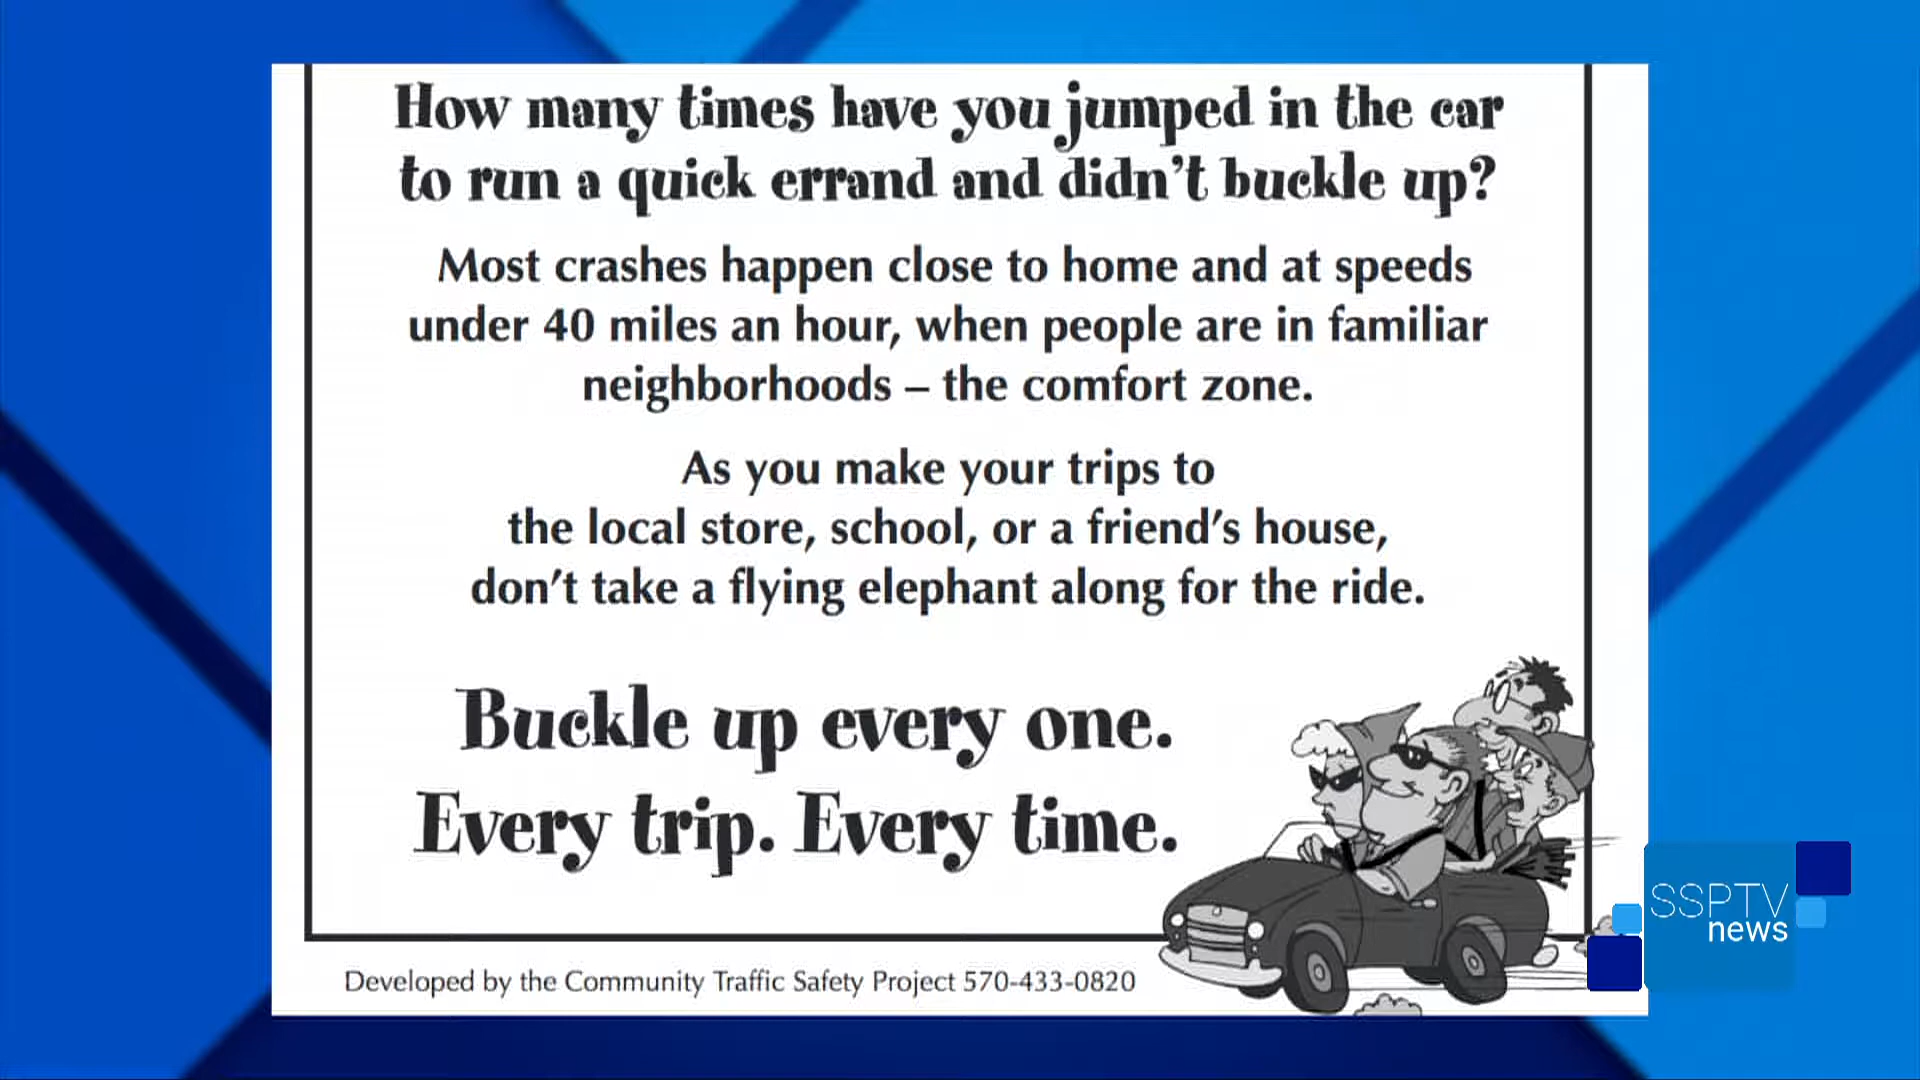 How many times have you jumped in the car
to run a quick errand and didn't buckle up?
Most crashes happen close to home and at speeds
under 40 miles an hour, when people are in familiar
neighborhoods – the comfort zone.
As you make your trips to
the local store, school, or a friend's house,
don't take a flying elephant along for the ride.
Buckle up every one.
Every trip. Every time.
Developed by the Community Traffic Safety Project 570-433-0820
SSPTV
news